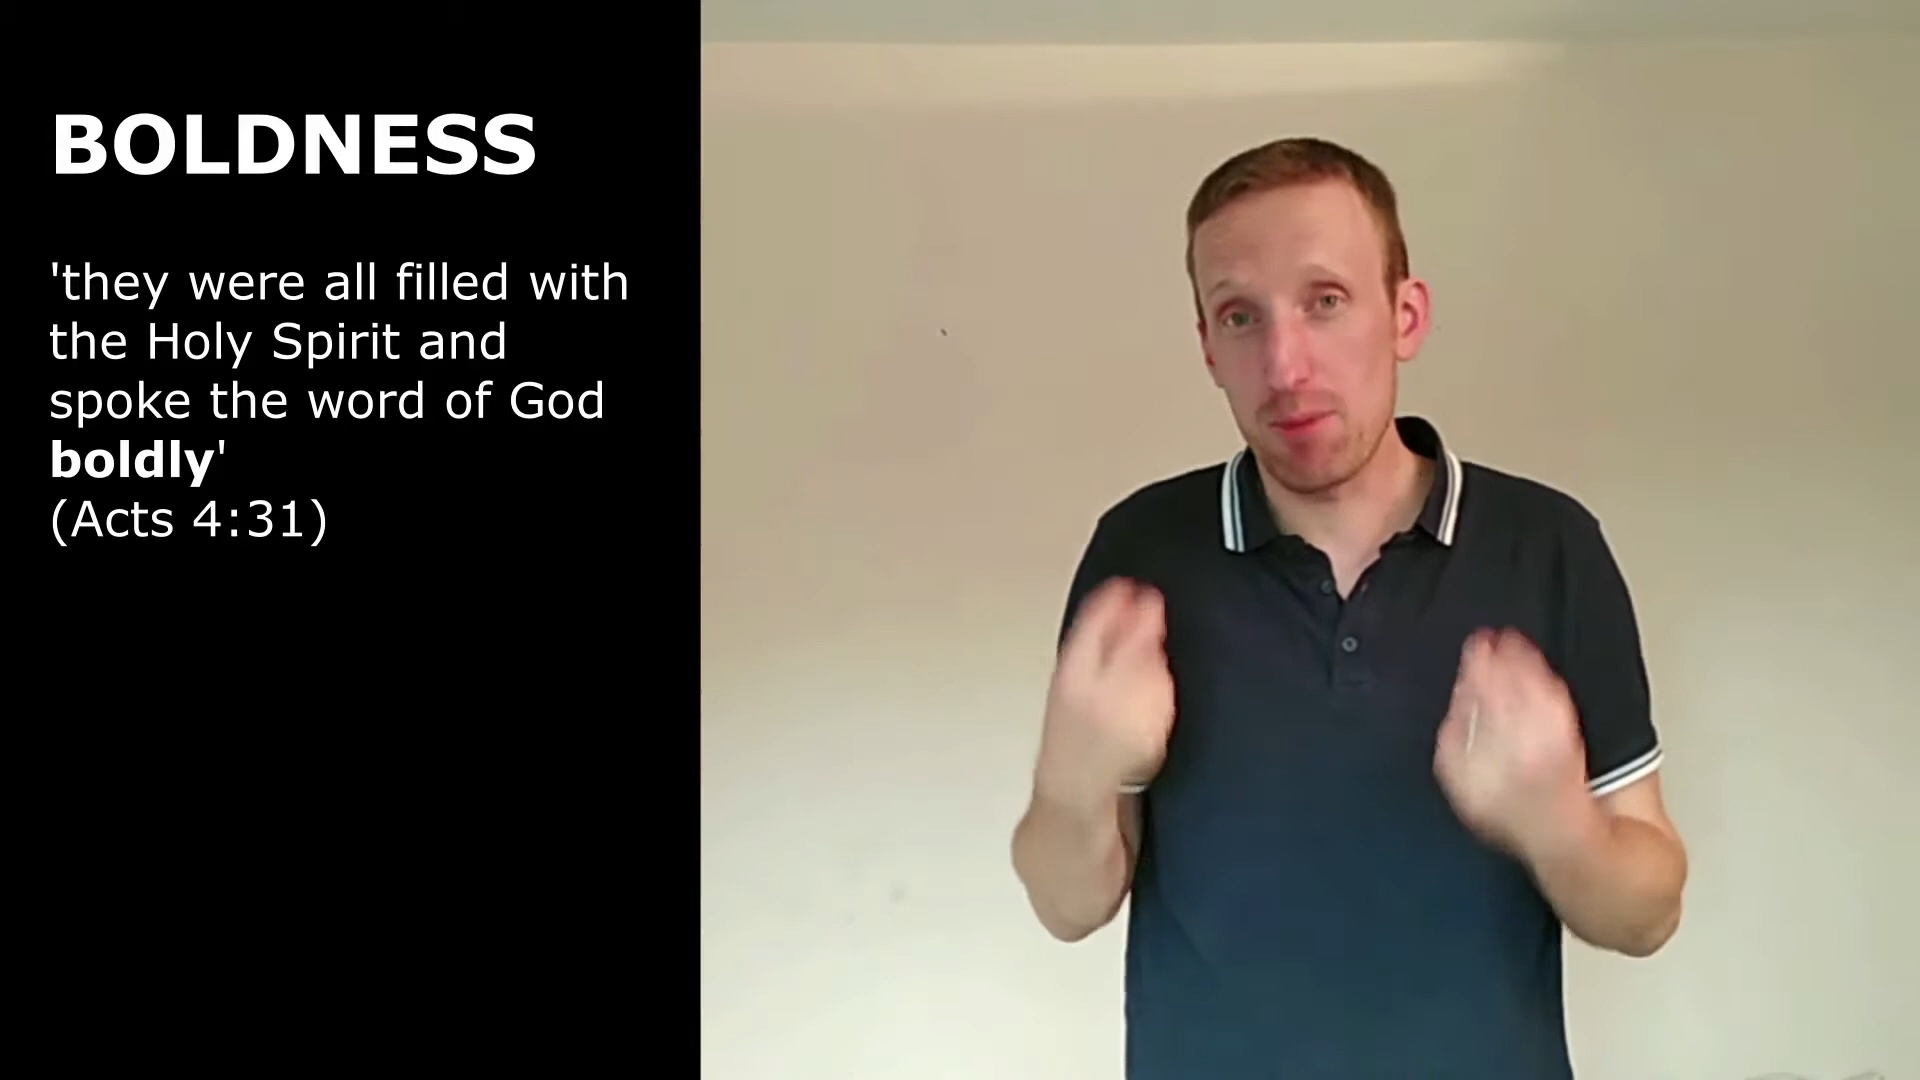 BOLDNESS
'they were all filled with
the Holy Spirit and
spoke the word of God
boldly'
(Acts 4:31)